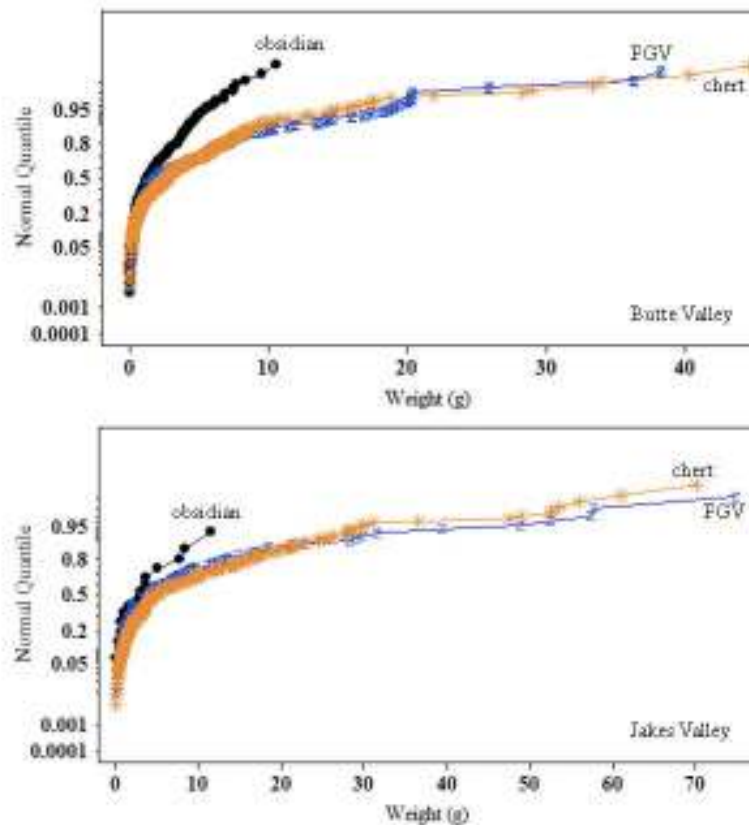 obsidian
FGV
chert
Normal Quantile
0.95
0.8
0.5
0.2
0.05
0.001
0.0001
Butte Valley
0 10 20 30 40
Weight (g)
chert
obsidian
FGV
Normal Quantile
0.95
0.8
0.5
0.2
0.05
0.001
0.0001
Jakes Valley
0 10 20 30 40 50 60 70
Weight (g)